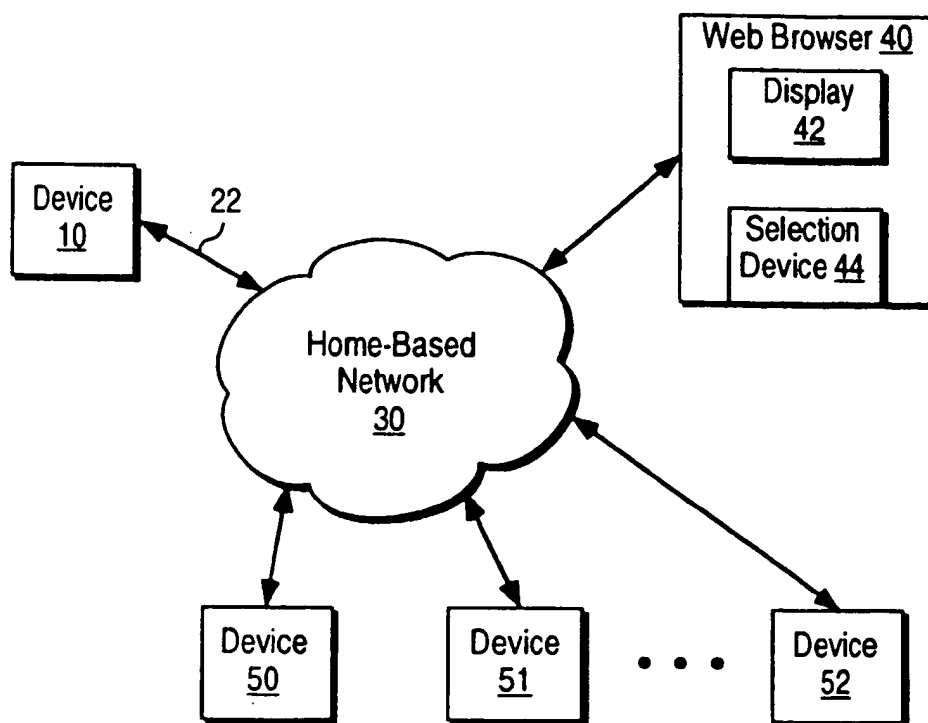 Web Browser 40
Display
42
Selection
Device 44
Device
10
22
Home-Based
Network
30
Device
50
Device
51
Device
52